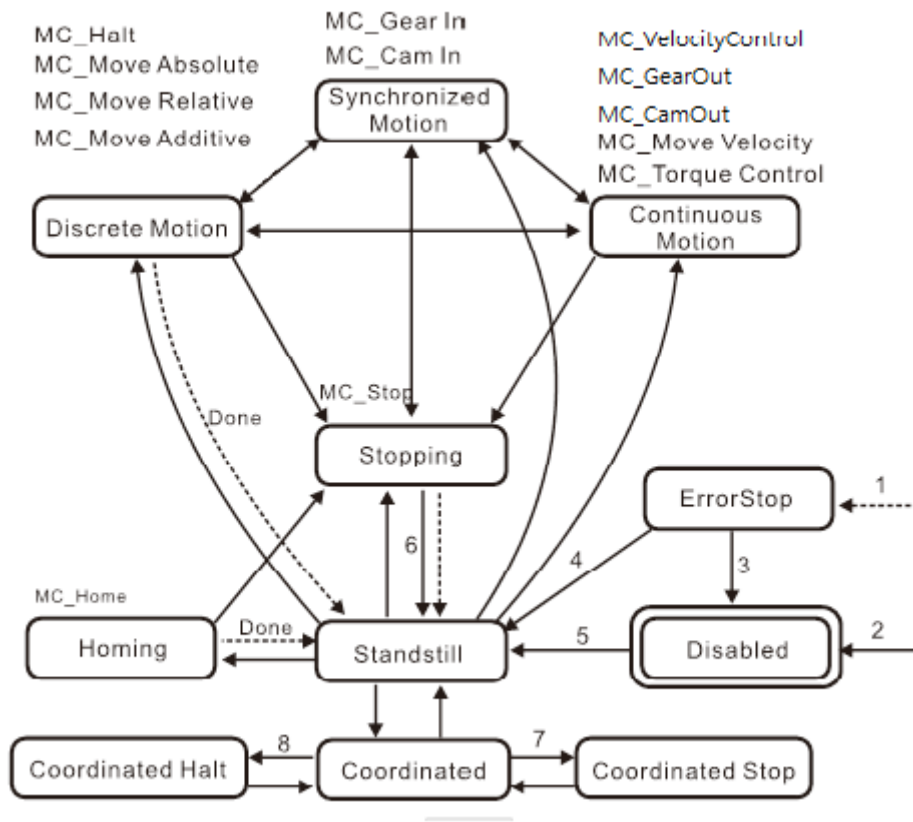 MC_Halt
MC_Move Absolute
MC_Move Relative
MC_Move Additive
MC_Gear In
MC_Cam In
MC_VelocityControl
MC_GearOut
MC_CamOut
MC_Move Velocity
MC_Torque Control
Synchronized
Motion
Discrete Motion
Continuous
Motion
MC_Stop
Done
Stopping
ErrorStop
1
6
4
3
MC_Home
Homing
Done
Standstill
5
Disabled
2
Coordinated Halt
8
Coordinated
7
Coordinated Stop